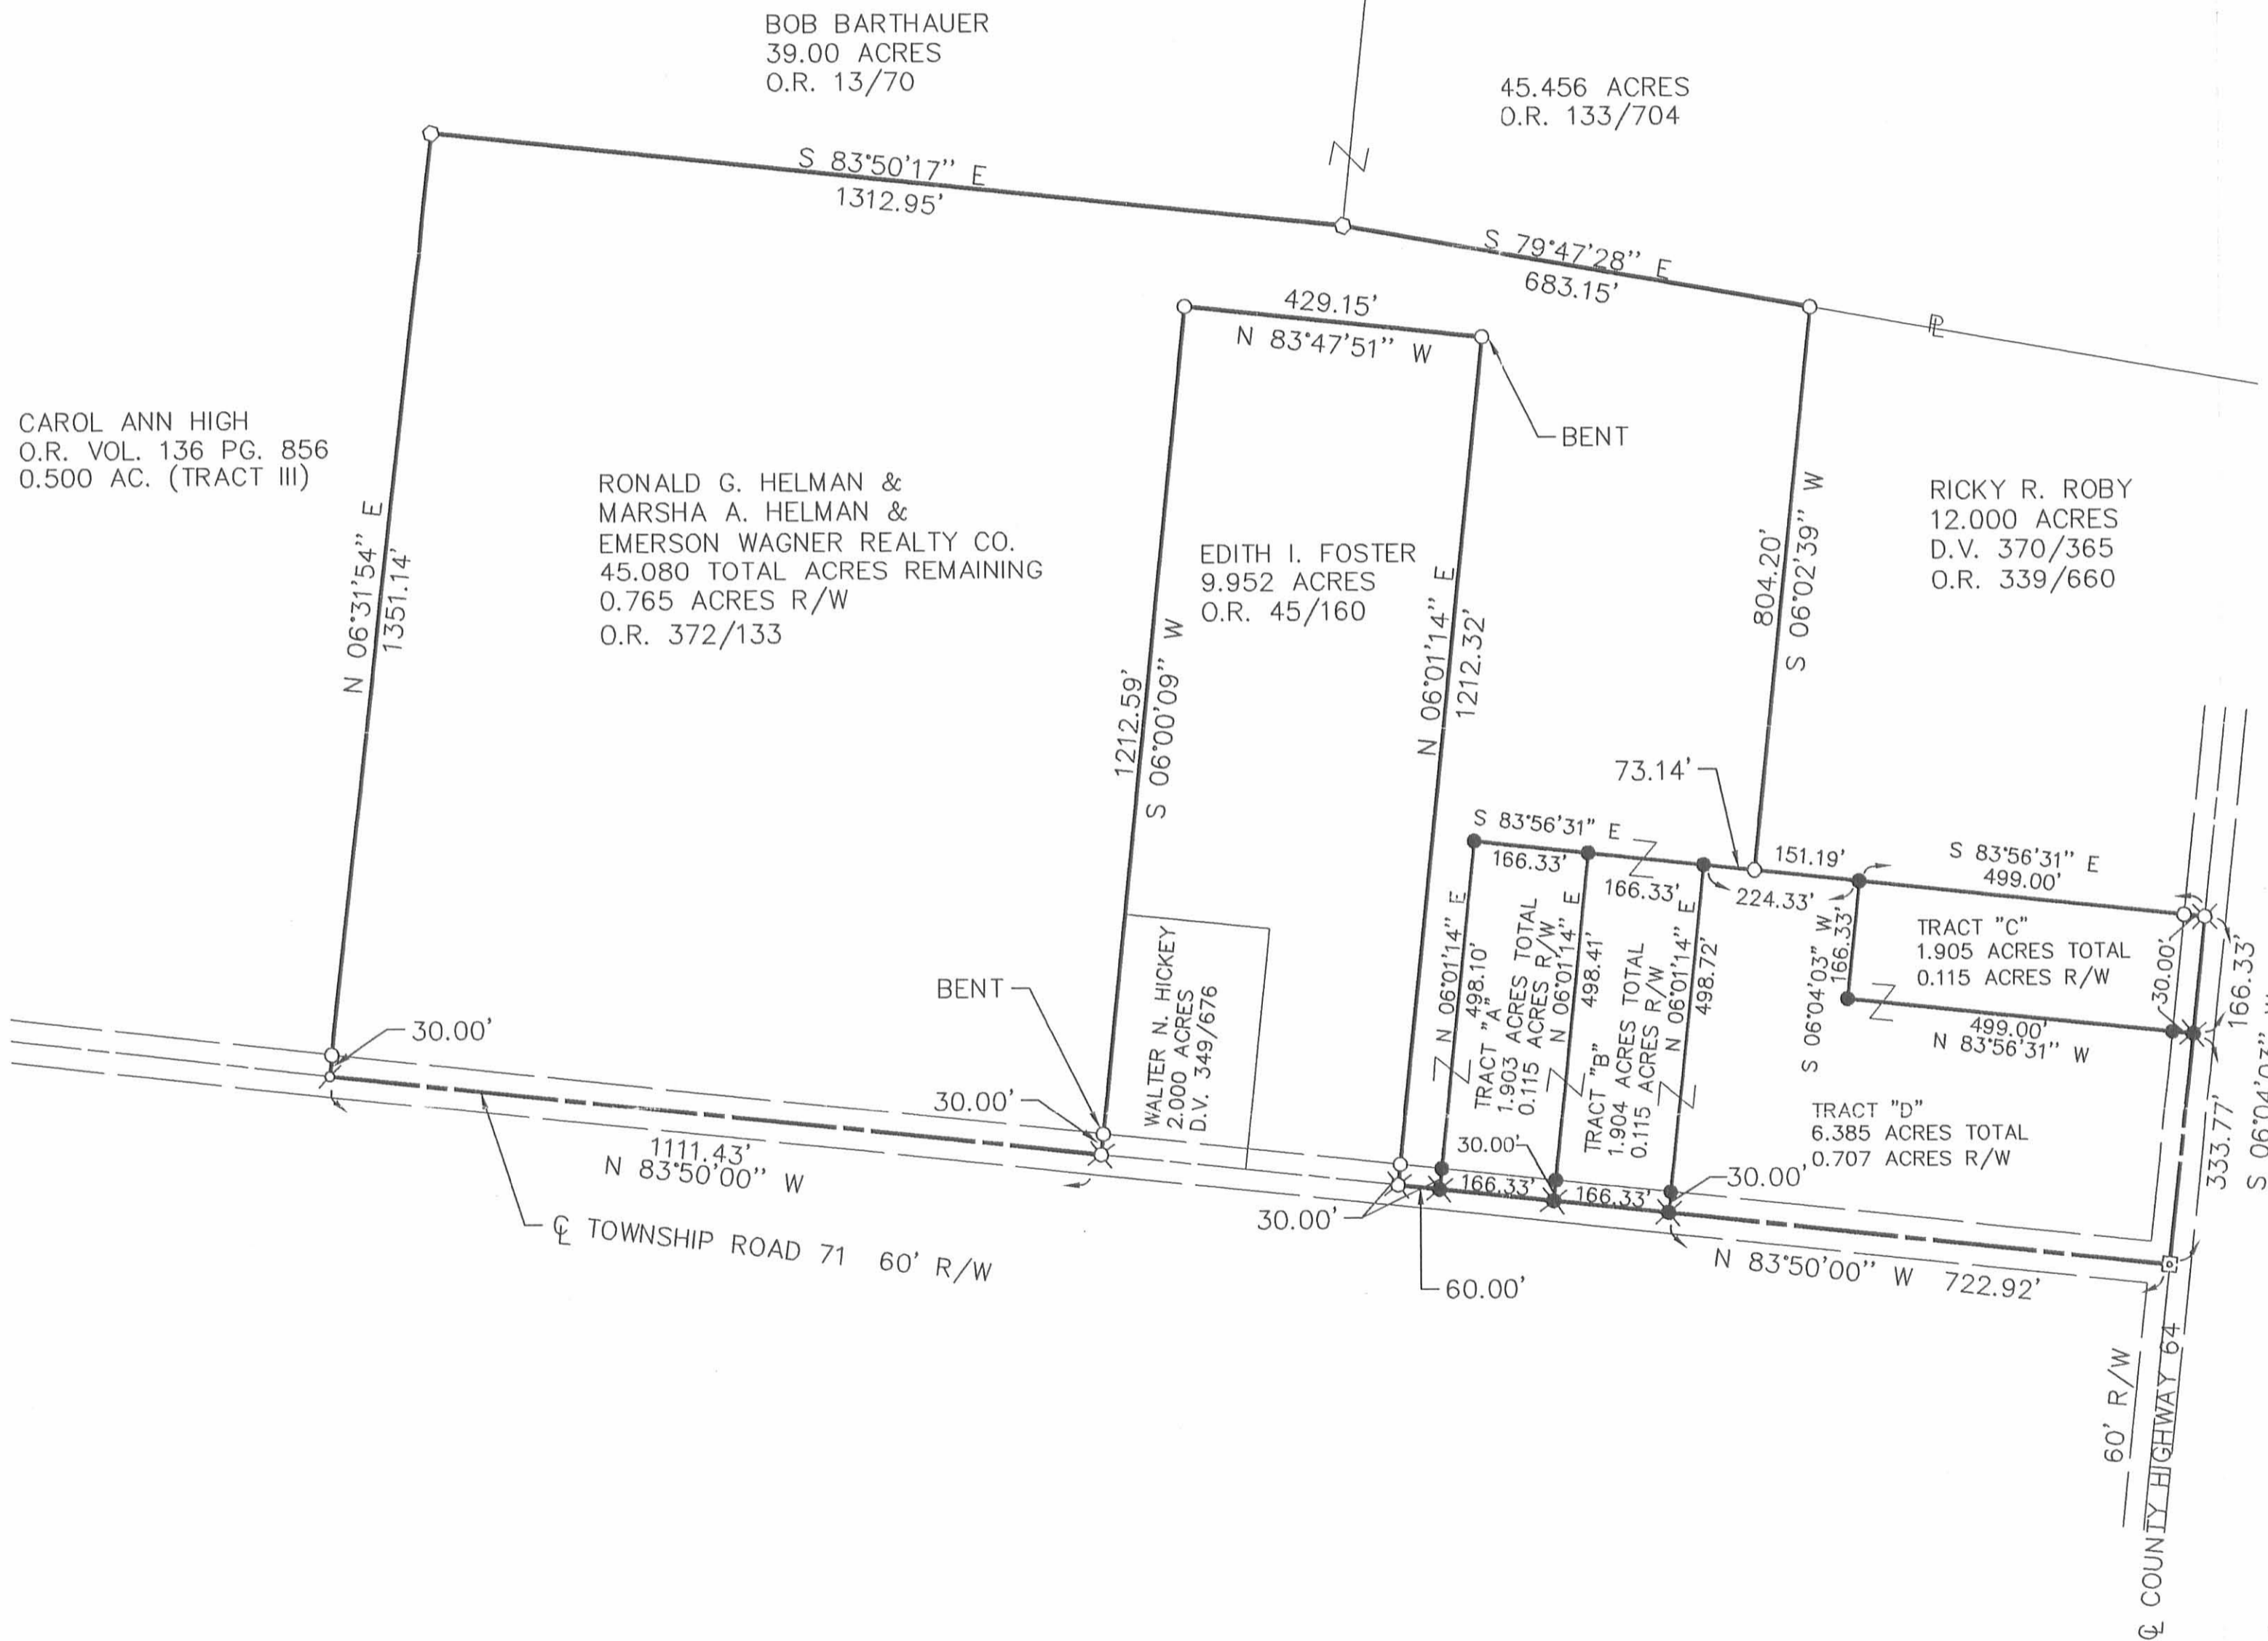 BOB BARTHAUER
39.00 ACRES
O.R. 13/70
45.456 ACRES
O.R. 133/704
S 83°50'17" E
1312.95'
S 79°47'28" E
683.15'
429.15'
N 83°47'51" W
PL
BENT
CAROL ANN HIGH
O.R. VOL. 136 PG. 856
0.500 AC. (TRACT III)
N 06°31'54" E
1351.14'
RONALD G. HELMAN &
MARSHA A. HELMAN &
EMERSON WAGNER REALTY CO.
45.080 TOTAL ACRES REMAINING
0.765 ACRES R/W
O.R. 372/133
EDITH I. FOSTER
9.952 ACRES
O.R. 45/160
1212.59'
S 06°00'09" W
N 06°01'14" E
1212.32'
804.20'
S 06°02'39" W
RICKY R. ROBY
12.000 ACRES
D.V. 370/365
O.R. 339/660
73.14'
S 83°56'31" E
166.33'
166.33'
151.19'
224.33'
S 83°56'31" E
499.00'
TRACT "C"
1.905 ACRES TOTAL
0.115 ACRES R/W
S 06°04'03" W
166.33'
30.00'
166.33'
499.00'
N 83°56'31" W
N 06°01'14" E
498.10'
TRACT "A"
1.903 ACRES TOTAL
0.115 ACRES R/W
N 06°01'14" E
498.41'
TRACT "B"
1.904 ACRES TOTAL
0.115 ACRES R/W
N 06°01'14" E
498.72'
TRACT "D"
6.385 ACRES TOTAL
0.707 ACRES R/W
333.77'
S 06°04'03"
WALTER N. HICKEY
2.000 ACRES
D.V. 349/676
BENT
30.00'
30.00'
30.00'
30.00'
166.33'
166.33'
30.00'
60.00'
1111.43'
N 83°50'00" W
CL TOWNSHIP ROAD 71 60' R/W
N 83°50'00" W 722.92'
60' R/W
CL COUNTY HIGHWAY 64